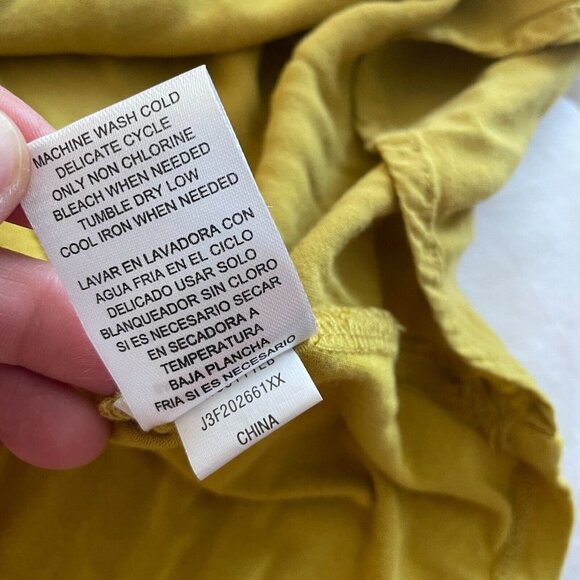 MACHINE WASH COLD
DELICATE CYCLE
ONLY NON CHLORINE
BLEACH WHEN NEEDED
TUMBLE DRY LOW
COOL IRON WHEN NEEDED
LAVAR EN LAVADORA CON
AGUA FRIA EN EL CICLO
DELICADO USAR SOLO
BLANQUEADOR SIN CLORO
SI ES NECESARIO SECAR
EN SECADORA A
TEMPERATURA
BAJA PLANCHA
FRIA SI ES NECESARIO
J3F202661XX
CHINA